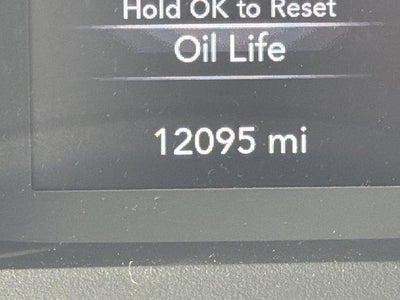 Hold OK to Reset
Oil Life
12095 mi